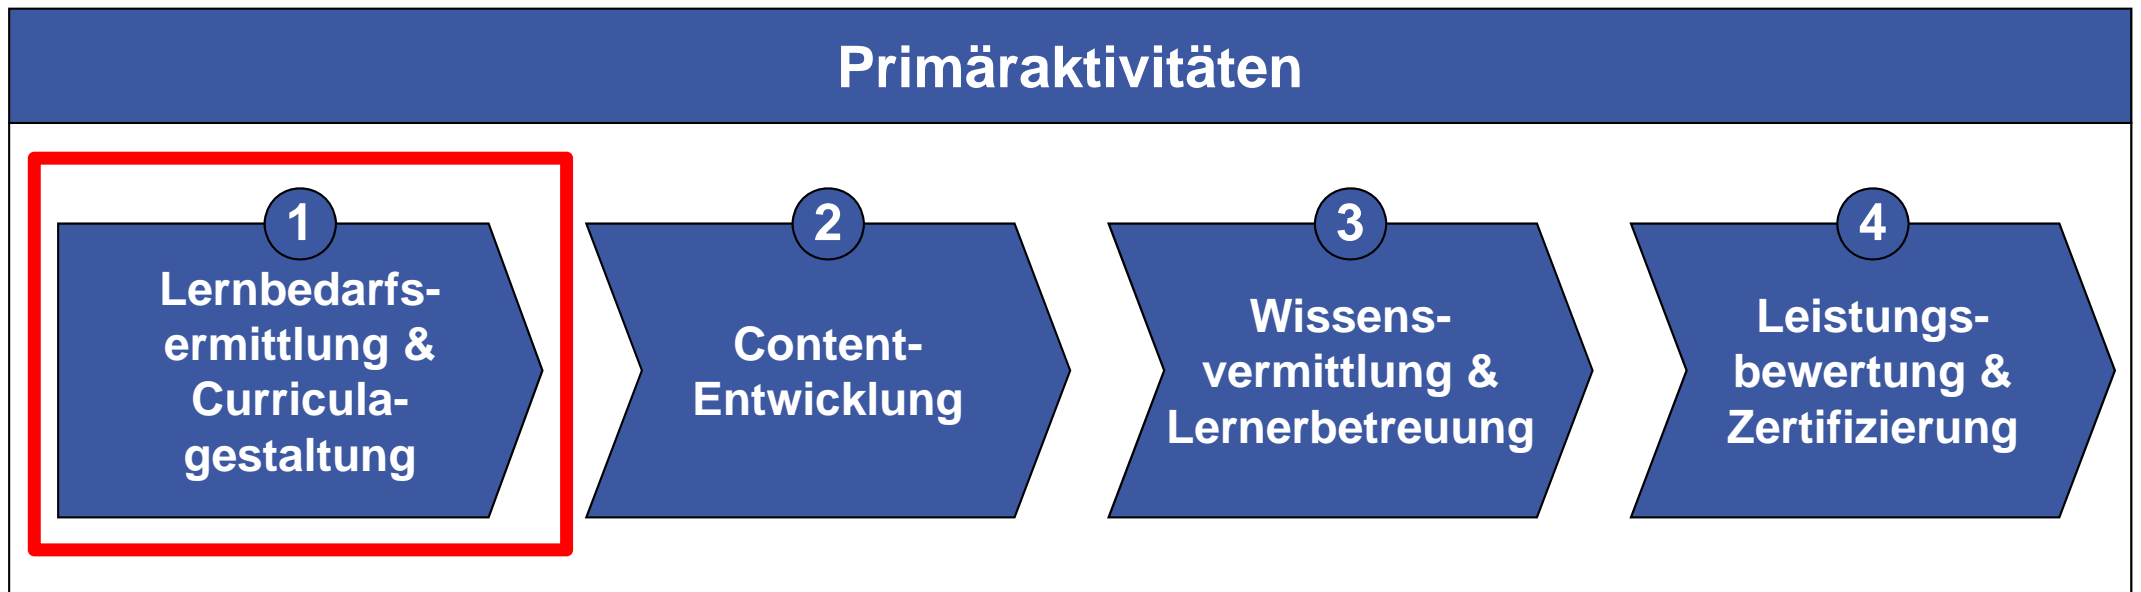 Primäraktivitäten
1
Lernbedarfs-
ermittlung &
Curricula-
gestaltung
2
Content-
Entwicklung
3
Wissens-
vermittlung &
Lernerbetreuung
4
Leistungs-
bewertung &
Zertifizierung